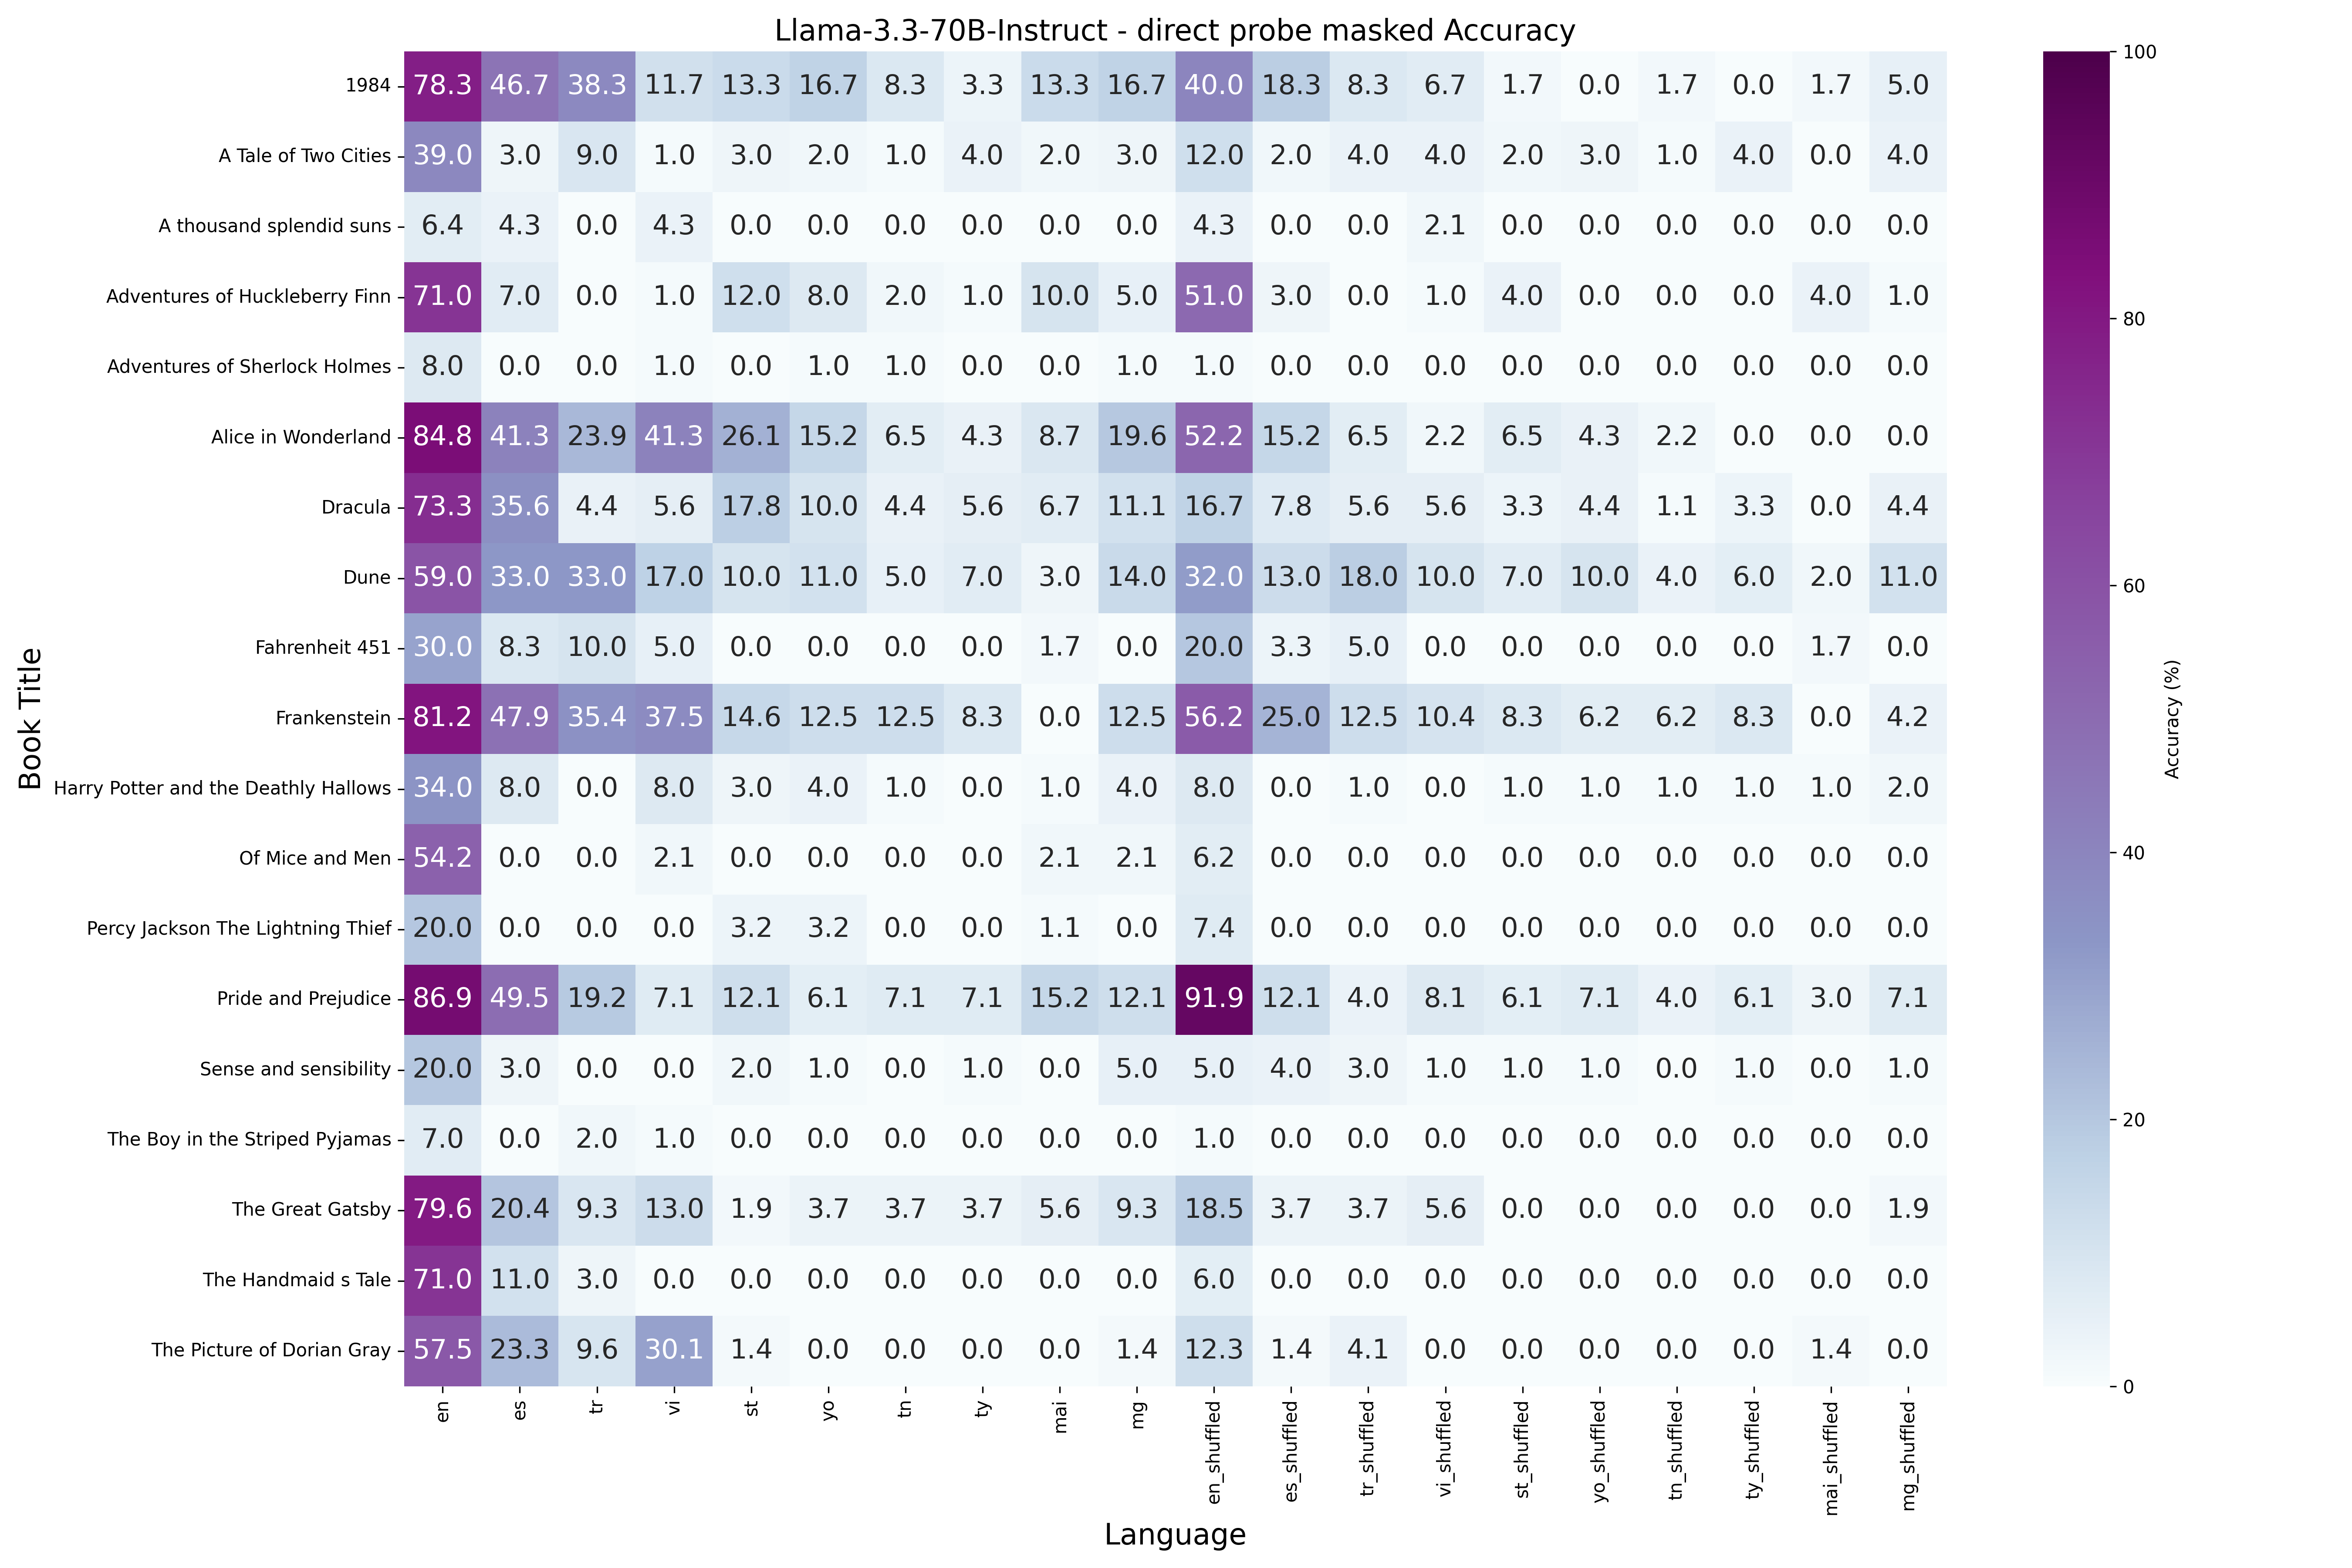 Llama-3.3-70B-Instruct - direct probe masked Accuracy
1984 78.3 46.7 38.3 11.7 13.3 16.7 8.3 3.3 13.3 16.7 40.0 18.3 8.3 6.7 1.7 0.0 1.7 0.0 1.7 5.0
A Tale of Two Cities 39.0 3.0 9.0 1.0 3.0 2.0 1.0 4.0 2.0 3.0 12.0 2.0 4.0 4.0 2.0 3.0 1.0 4.0 0.0 4.0
A thousand splendid suns 6.4 4.3 0.0 4.3 0.0 0.0 0.0 0.0 0.0 0.0 4.3 0.0 0.0 2.1 0.0 0.0 0.0 0.0 0.0 0.0
Adventures of Huckleberry Finn 71.0 7.0 0.0 1.0 12.0 8.0 2.0 1.0 10.0 5.0 51.0 3.0 0.0 1.0 4.0 0.0 0.0 0.0 4.0 1.0
Adventures of Sherlock Holmes 8.0 0.0 0.0 1.0 0.0 1.0 1.0 0.0 0.0 1.0 1.0 0.0 0.0 0.0 0.0 0.0 0.0 0.0 0.0 0.0
Alice in Wonderland 84.8 41.3 23.9 41.3 26.1 15.2 6.5 4.3 8.7 19.6 52.2 15.2 6.5 2.2 6.5 4.3 2.2 0.0 0.0 0.0
Dracula 73.3 35.6 4.4 5.6 17.8 10.0 4.4 5.6 6.7 11.1 16.7 7.8 5.6 5.6 3.3 4.4 1.1 3.3 0.0 4.4
Dune 59.0 33.0 33.0 17.0 10.0 11.0 5.0 7.0 3.0 14.0 32.0 13.0 18.0 10.0 7.0 10.0 4.0 6.0 2.0 11.0
Fahrenheit 451 30.0 8.3 10.0 5.0 0.0 0.0 0.0 0.0 1.7 0.0 20.0 3.3 5.0 0.0 0.0 0.0 0.0 0.0 1.7 0.0
Frankenstein 81.2 47.9 35.4 37.5 14.6 12.5 12.5 8.3 0.0 12.5 56.2 25.0 12.5 10.4 8.3 6.2 6.2 8.3 0.0 4.2
Harry Potter and the Deathly Hallows 34.0 8.0 0.0 8.0 3.0 4.0 1.0 0.0 1.0 4.0 8.0 0.0 1.0 0.0 1.0 1.0 1.0 1.0 1.0 2.0
Of Mice and Men 54.2 0.0 0.0 2.1 0.0 0.0 0.0 0.0 2.1 2.1 6.2 0.0 0.0 0.0 0.0 0.0 0.0 0.0 0.0 0.0
Percy Jackson The Lightning Thief 20.0 0.0 0.0 0.0 3.2 3.2 0.0 0.0 1.1 0.0 7.4 0.0 0.0 0.0 0.0 0.0 0.0 0.0 0.0 0.0
Pride and Prejudice 86.9 49.5 19.2 7.1 12.1 6.1 7.1 7.1 15.2 12.1 91.9 12.1 4.0 8.1 6.1 7.1 4.0 6.1 3.0 7.1
Sense and sensibility 20.0 3.0 0.0 0.0 2.0 1.0 0.0 1.0 0.0 5.0 5.0 4.0 3.0 1.0 1.0 1.0 0.0 1.0 0.0 1.0
The Boy in the Striped Pyjamas 7.0 0.0 2.0 1.0 0.0 0.0 0.0 0.0 0.0 0.0 1.0 0.0 0.0 0.0 0.0 0.0 0.0 0.0 0.0 0.0
The Great Gatsby 79.6 20.4 9.3 13.0 1.9 3.7 3.7 3.7 5.6 9.3 18.5 3.7 3.7 5.6 0.0 0.0 0.0 0.0 0.0 1.9
The Handmaid s Tale 71.0 11.0 3.0 0.0 0.0 0.0 0.0 0.0 0.0 0.0 6.0 0.0 0.0 0.0 0.0 0.0 0.0 0.0 0.0 0.0
The Picture of Dorian Gray 57.5 23.3 9.6 30.1 1.4 0.0 0.0 0.0 0.0 1.4 12.3 1.4 4.1 0.0 0.0 0.0 0.0 0.0 1.4 0.0
en es tr vi st yo tn ty mai mg en_shuffled es_shuffled tr_shuffled vi_shuffled st_shuffled yo_shuffled tn_shuffled ty_shuffled mai_shuffled mg_shuffled
Language
Book Title
100
80
60
40
20
0
Accuracy (%)